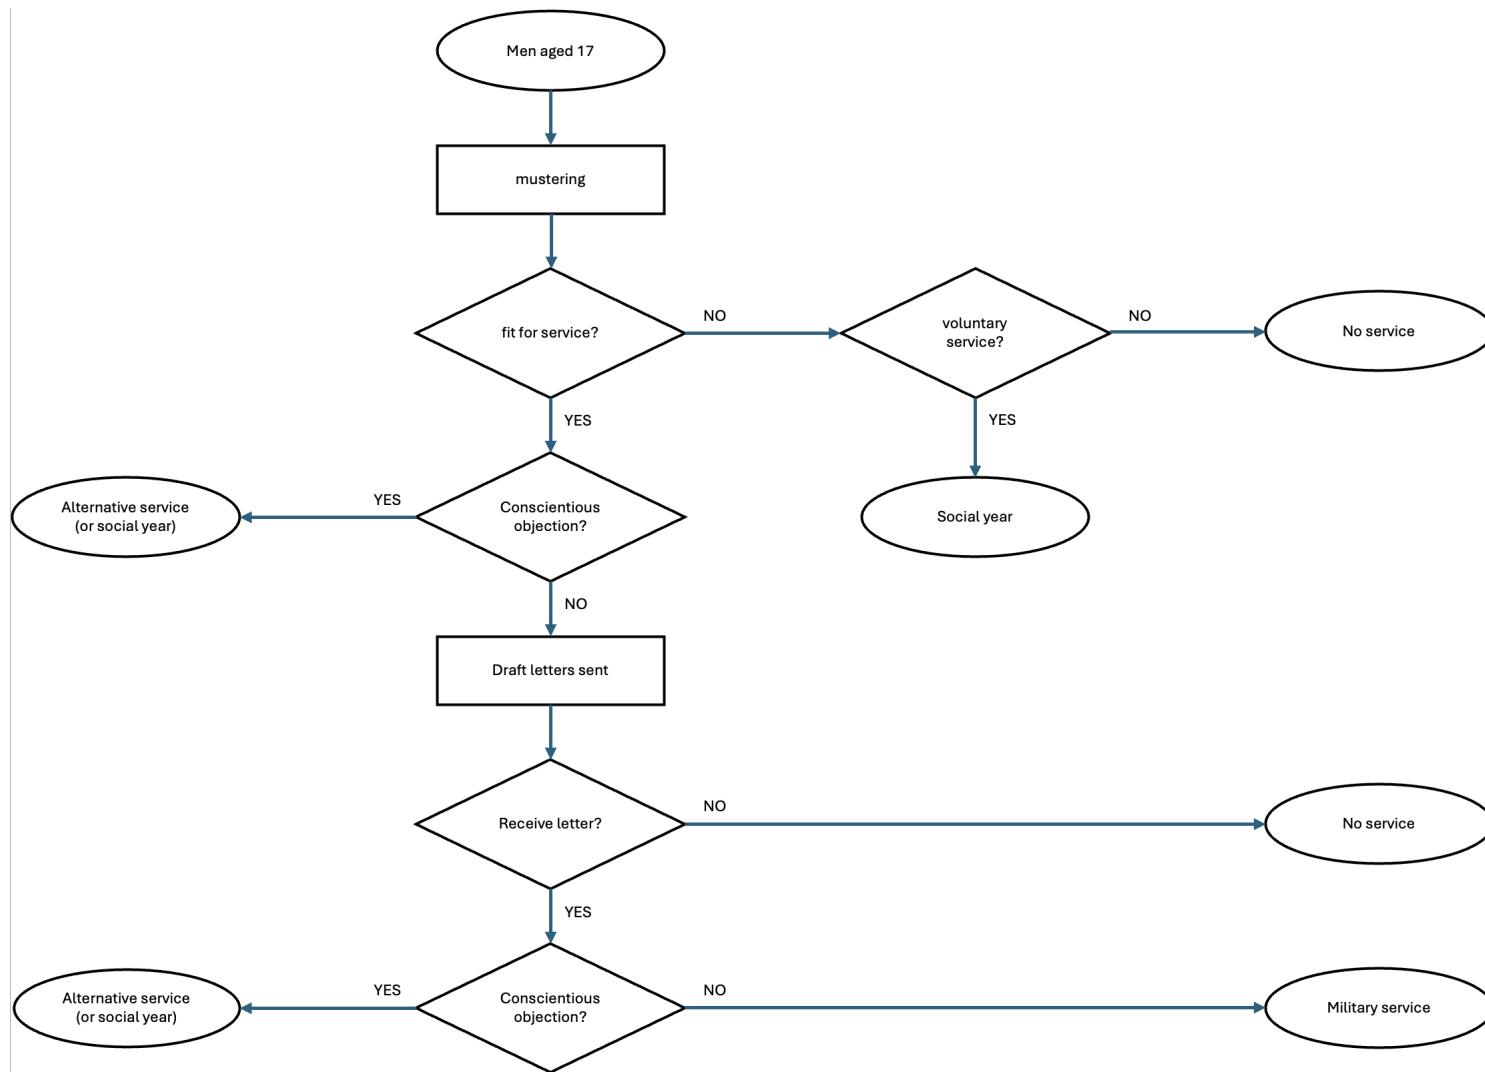 Men aged 17
mustering
fit for service?
NO
voluntary
service?
NO
No service
YES
YES
Alternative service
(or social year)
YES
Conscientious
objection?
Social year
NO
Draft letters sent
Receive letter?
NO
No service
YES
Alternative service
(or social year)
YES
Conscientious
objection?
NO
Military service